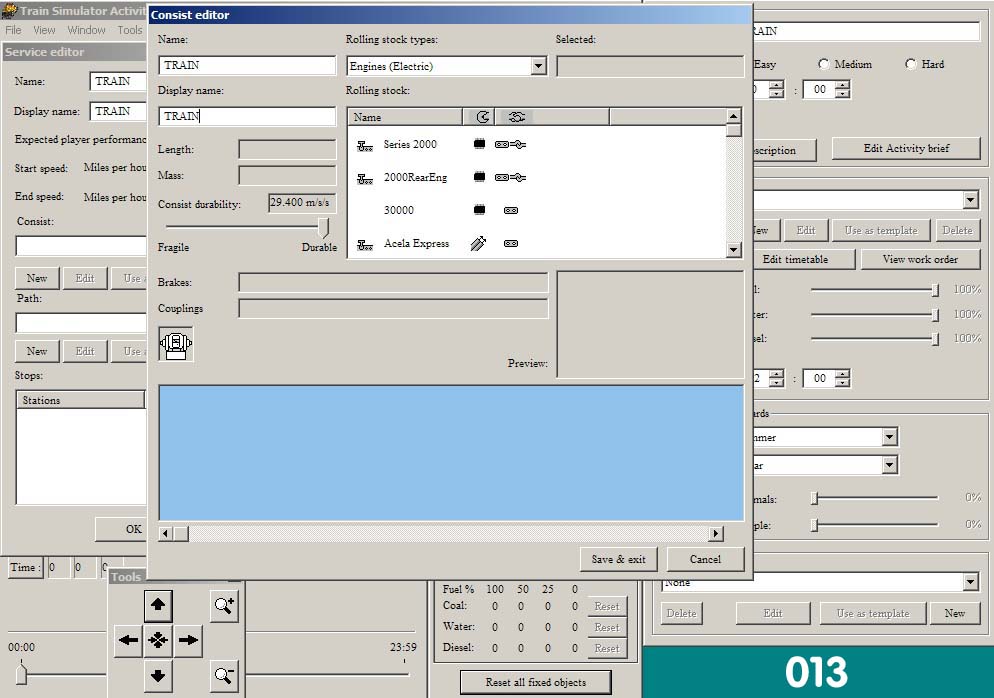 Train Simulator Activi
File View Window Tools
Service editor
Name: TRAIN
Display name: TRAIN
Expected player performanc
Start speed: Miles per hou
End speed: Miles per hou
Consist:
New Edit Use a
Path:
New Edit Use a
Stops:
Stations
OK
Time : 0 0 0
Tools
00:00
23:59
Consist editor
Name:
TRAIN
Display name:
TRAIN
Length:
Mass:
Consist durability: 29.400 m/s/s
Fragile Durable
Rolling stock types:
Engines (Electric)
Selected:
Rolling stock:
Name
Series 2000
2000RearEng
30000
Acela Express
Brakes:
Couplings
Preview:
Save & exit Cancel
Fuel % 100 50 25 0
Coal: 0 0 0 0 Reset
Water: 0 0 0 0 Reset
Diesel: 0 0 0 0 Reset
Reset all fixed objects
RAIN
Easy Medium Hard
: 00
scription Edit Activity brief
Edit Use as template Delete
Edit timetable View work order
100%
100%
sel: 100%
2 : 00
ards
mer
ar
mals: 0%
ple: 0%
None
Delete Edit Use as template New
013